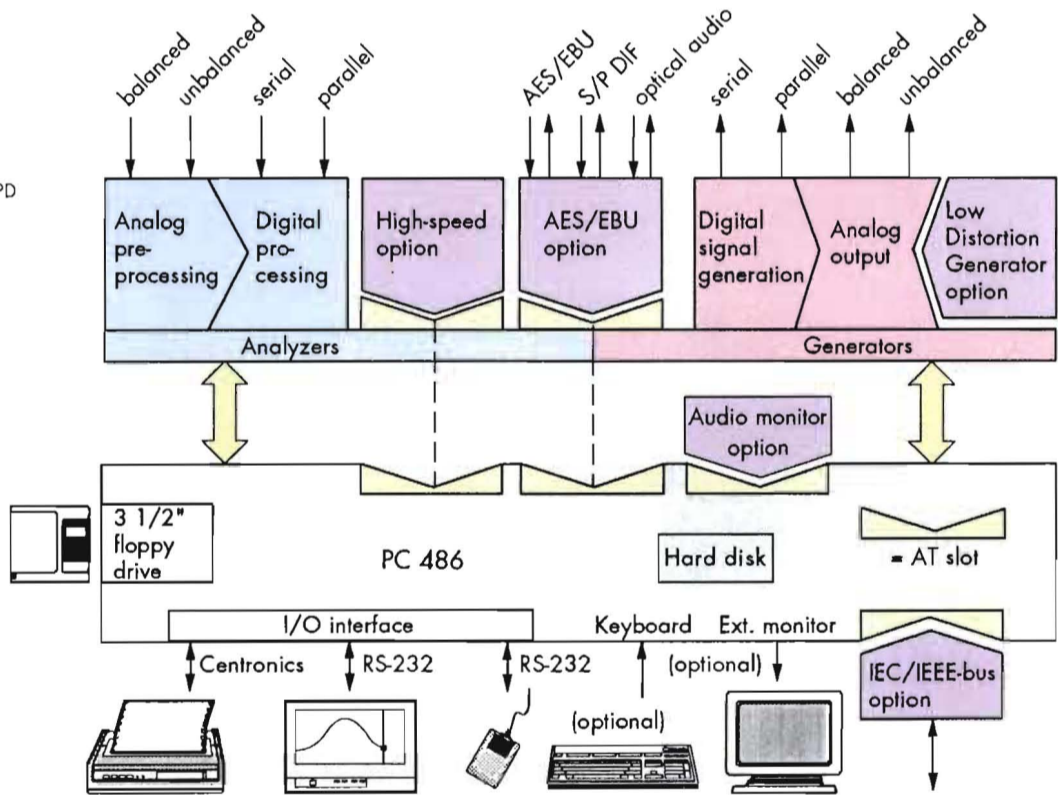 balanced
unbalanced
serial
parallel
AES/EBU
S/P DIF
optical audio
serial
parallel
balanced
unbalanced
PD
Analog
pre-
processing
Digital
pro-
cessing
High-speed
option
AES/EBU
option
Digital
signal
generation
Analog
output
Low
Distortion
Generator
option
Analyzers
Generators
Audio monitor
option
3 1/2"
floppy
drive
PC 486
Hard disk
= AT slot
I/O interface
Keyboard
Ext. monitor
Centronics
RS-232
RS-232
(optional)
(optional)
IEC/IEEE-bus
option